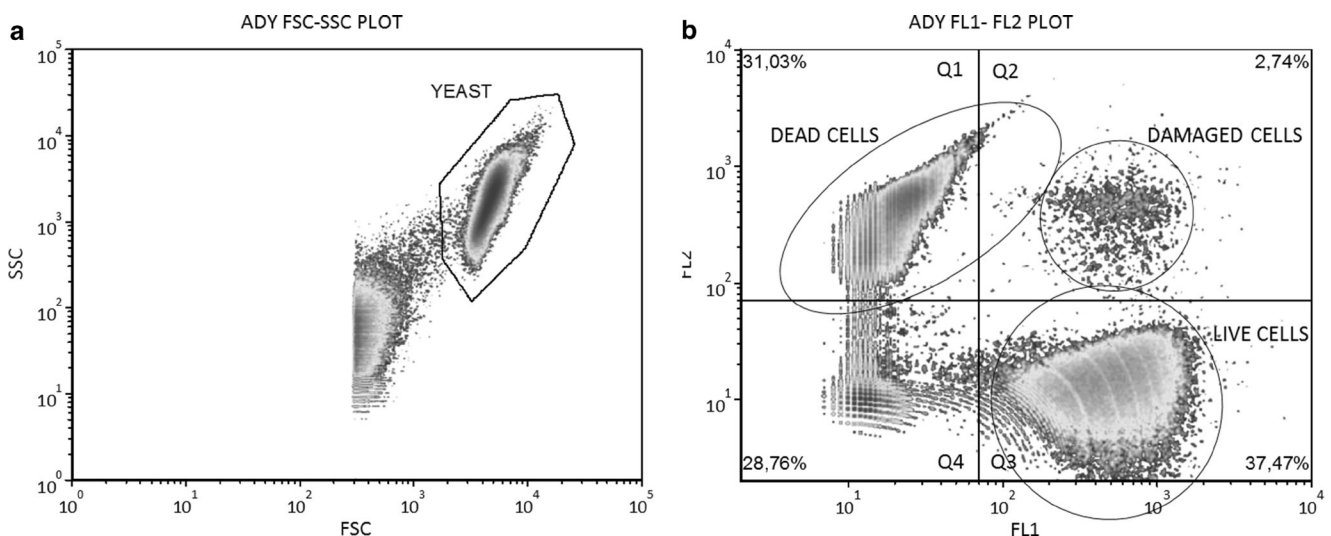 a
ADY FSC-SSC PLOT
10^5
10^4
10^3
10^2
10^1
10^0
SSC
YEAST
10^0
10^1
10^2
10^3
10^4
10^5
FSC
b
ADY FL1- FL2 PLOT
10^4
10^3
10^2
10^1
FL2
31,03%
Q1
Q2
2,74%
DEAD CELLS
DAMAGED CELLS
LIVE CELLS
28,76%
Q4
Q3
37,47%
10^1
10^2
10^3
10^4
FL1